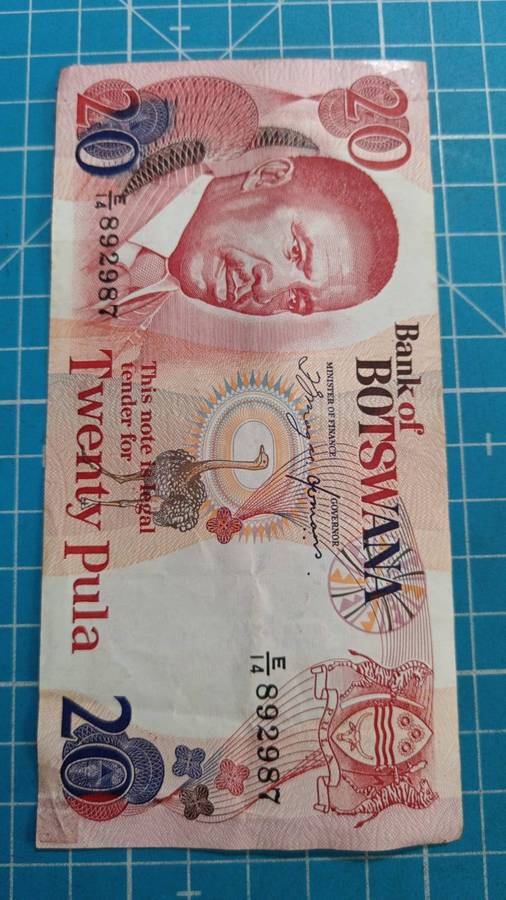 20
20
Bank of
BOTSWANA
MINISTER OF FINANCE
GOVERNOR
E/14 892987
E/14 892987
This note is legal
tender for
Twenty Pula
20